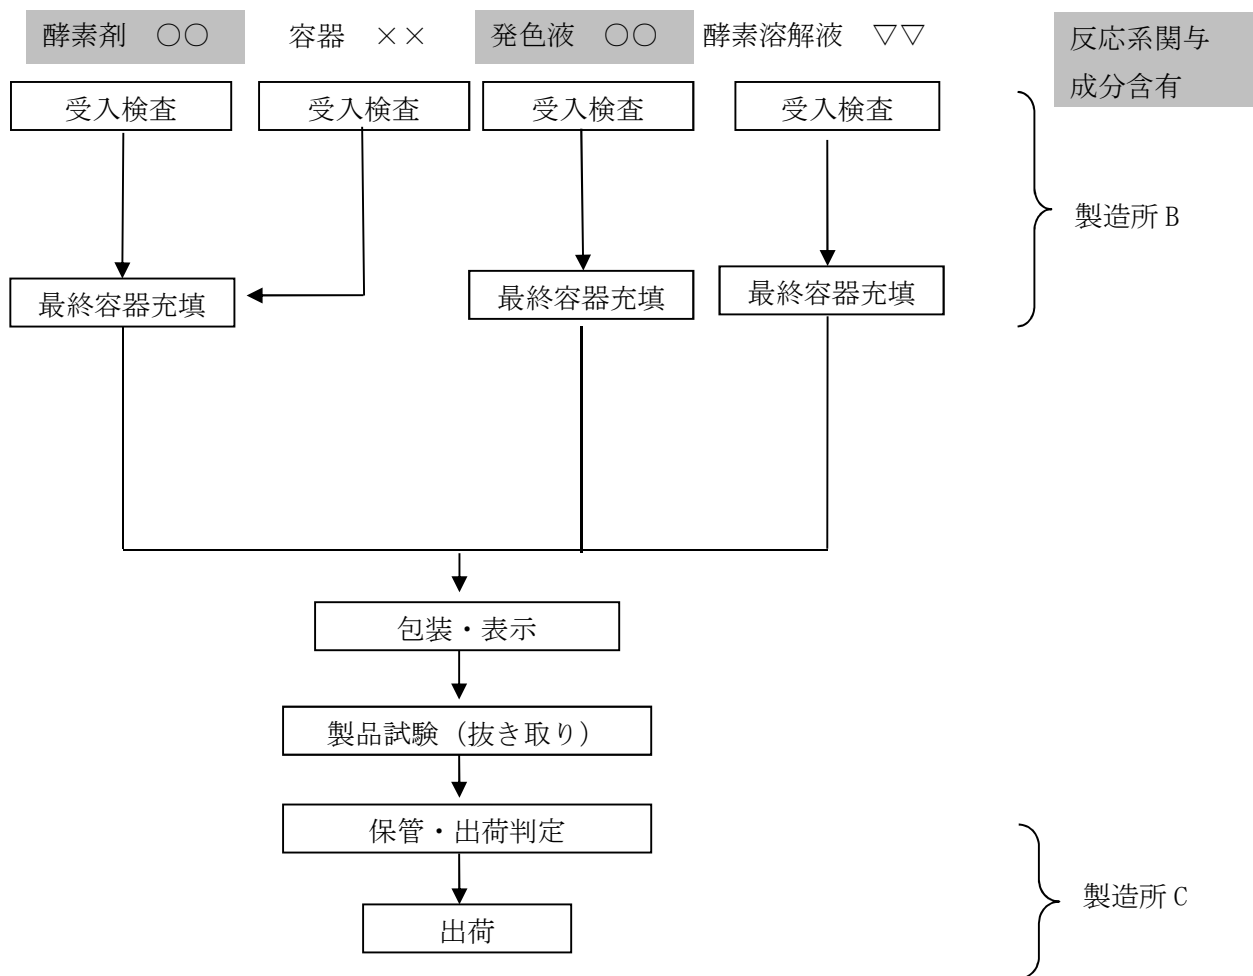 酵素剤　○○
容器　××
発色液　○○
酵素溶解液　▽▽
反応系関与
成分含有
受入検査
受入検査
受入検査
受入検査
製造所 B
最終容器充填
最終容器充填
最終容器充填
包装・表示
製品試験（抜き取り）
保管・出荷判定
製造所 C
出荷